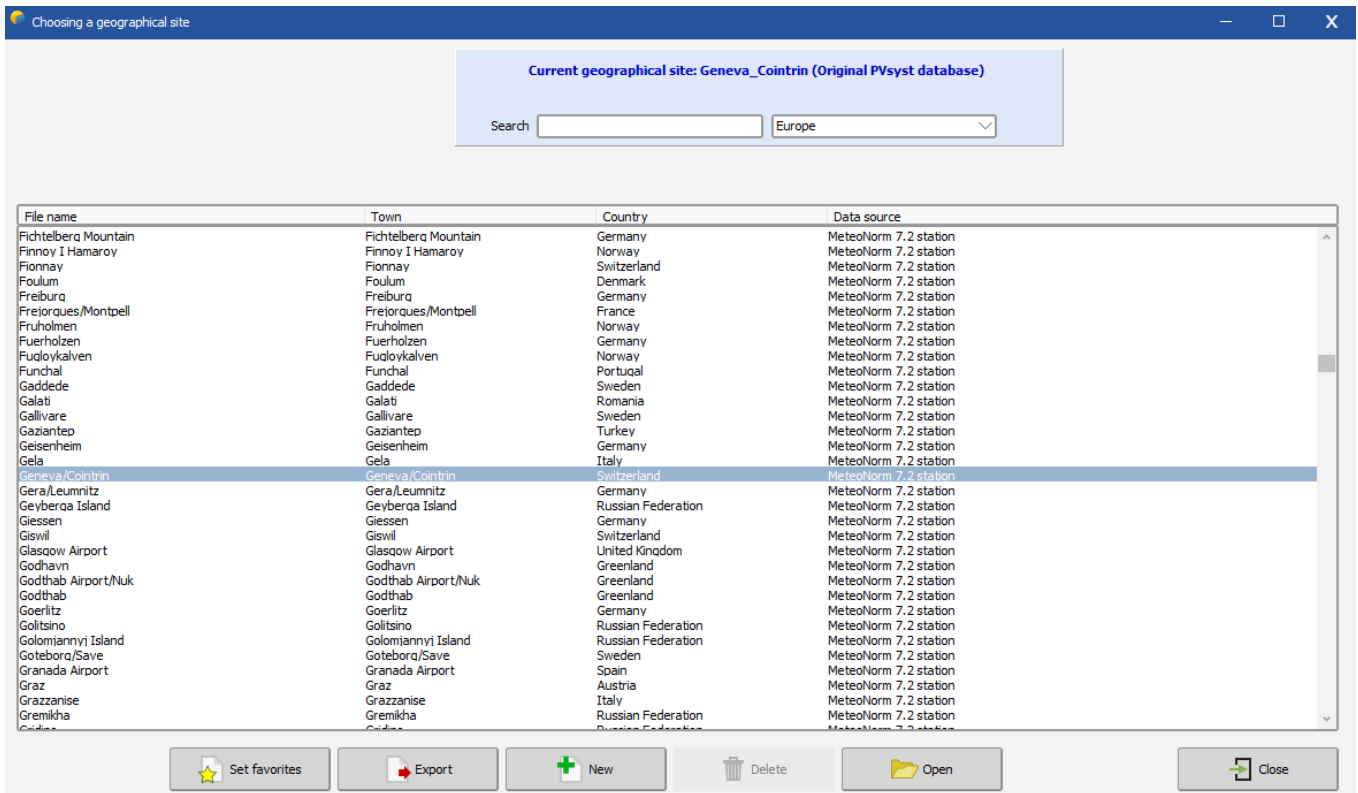 Choosing a geographical site
Current geographical site: Geneva_Cointrin (Original PVsyst database)
Search Europe
File name Town Country Data source
Fichtelberg Mountain Fichtelberg Mountain Germany MeteoNorm 7.2 station
Finnoy I Hamaroy Finnoy I Hamaroy Norway MeteoNorm 7.2 station
Fionnay Fionnay Switzerland MeteoNorm 7.2 station
Foulum Foulum Denmark MeteoNorm 7.2 station
Freiburg Freiburg Germany MeteoNorm 7.2 station
Frejorgues/Montpell Frejorgues/Montpell France MeteoNorm 7.2 station
Fruholmen Fruholmen Norway MeteoNorm 7.2 station
Fuerholzen Fuerholzen Germany MeteoNorm 7.2 station
Fugloykalven Fugloykalven Norway MeteoNorm 7.2 station
Funchal Funchal Portugal MeteoNorm 7.2 station
Gaddede Gaddede Sweden MeteoNorm 7.2 station
Galati Galati Romania MeteoNorm 7.2 station
Gallivare Gallivare Sweden MeteoNorm 7.2 station
Gaziantep Gaziantep Turkey MeteoNorm 7.2 station
Geisenheim Geisenheim Germany MeteoNorm 7.2 station
Gela Gela Italy MeteoNorm 7.2 station
Geneva/Cointrin Geneva/Cointrin Switzerland MeteoNorm 7.2 station
Gera/Leumnitz Gera/Leumnitz Germany MeteoNorm 7.2 station
Geyberga Island Geyberga Island Russian Federation MeteoNorm 7.2 station
Giessen Giessen Germany MeteoNorm 7.2 station
Giswil Giswil Switzerland MeteoNorm 7.2 station
Glasgow Airport Glasgow Airport United Kingdom MeteoNorm 7.2 station
Godhavn Godhavn Greenland MeteoNorm 7.2 station
Godthab Airport/Nuk Godthab Airport/Nuk Greenland MeteoNorm 7.2 station
Godthab Godthab Greenland MeteoNorm 7.2 station
Goerlitz Goerlitz Germany MeteoNorm 7.2 station
Golitsino Golitsino Russian Federation MeteoNorm 7.2 station
Golomjannyj Island Golomjannyj Island Russian Federation MeteoNorm 7.2 station
Goteborg/Save Goteborg/Save Sweden MeteoNorm 7.2 station
Granada Airport Granada Airport Spain MeteoNorm 7.2 station
Graz Graz Austria MeteoNorm 7.2 station
Grazzanise Grazzanise Italy MeteoNorm 7.2 station
Gremikha Gremikha Russian Federation MeteoNorm 7.2 station
Set favorites Export New Delete Open Close